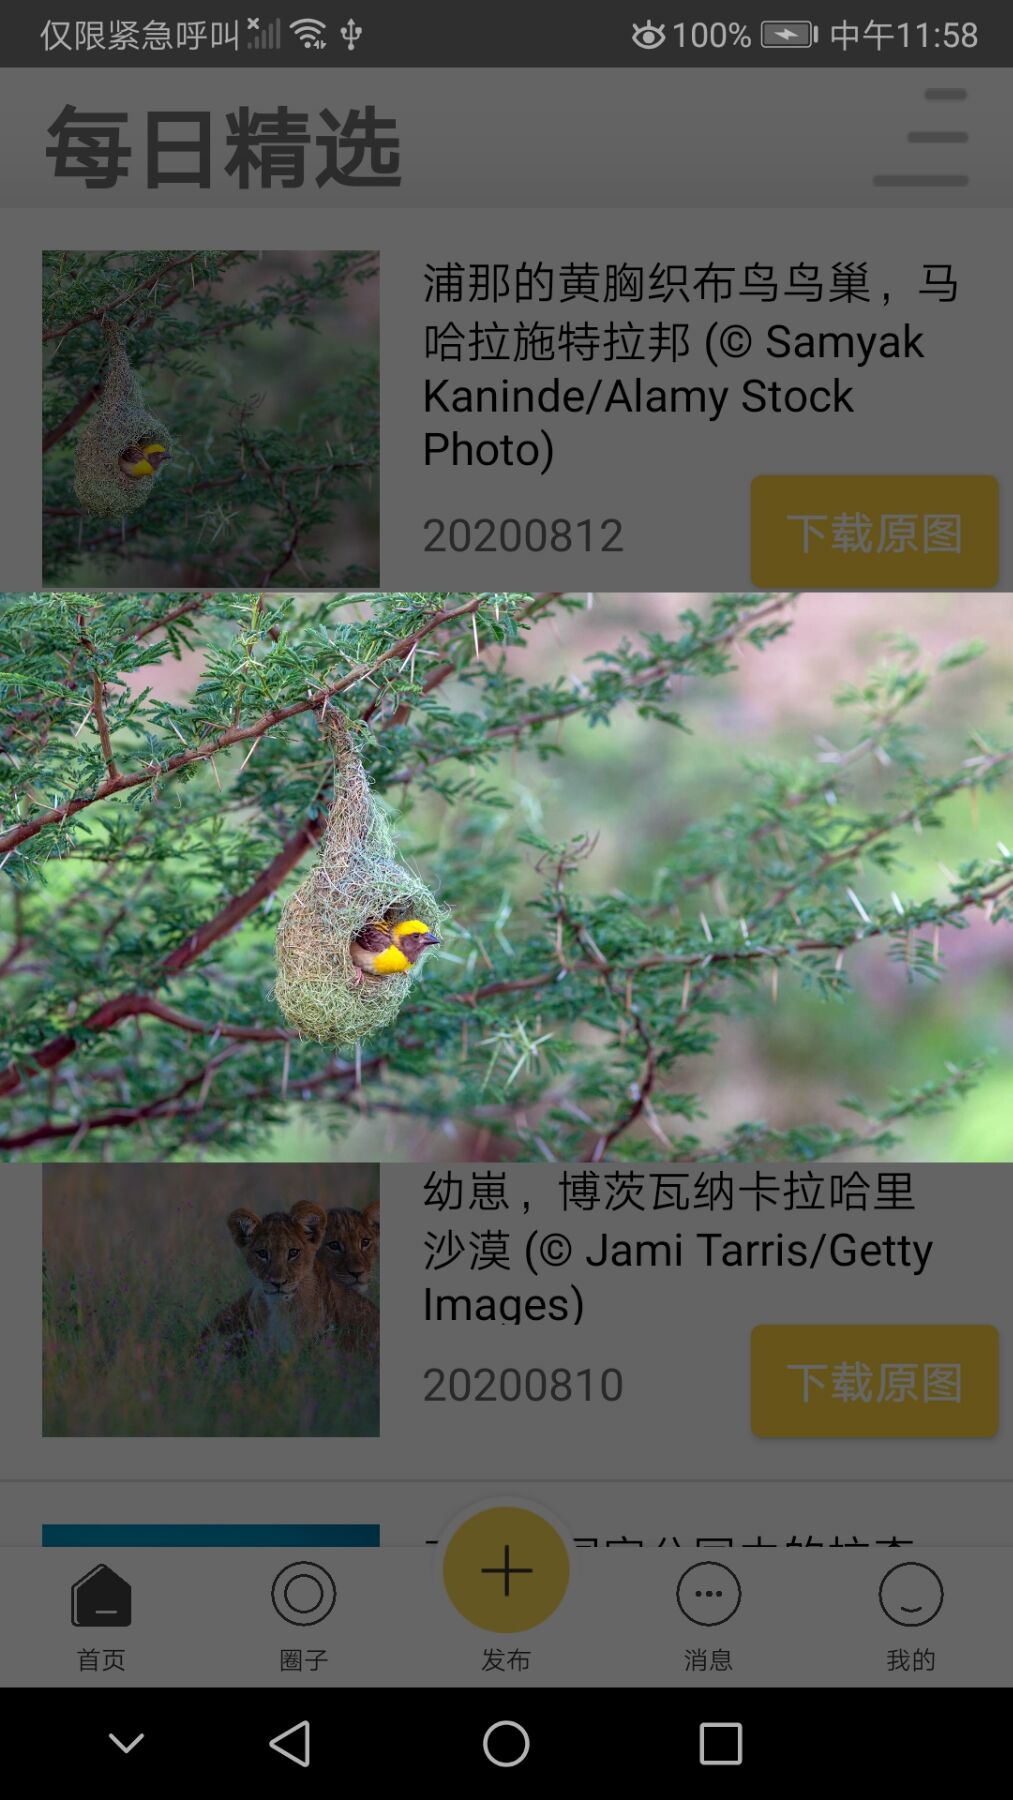 仅限紧急呼叫
100%
中午11:58
每日精选
浦那的黄胸织布鸟鸟巢，马
哈拉施特拉邦 (© Samyak
Kaninde/Alamy Stock
Photo)
20200812
下载原图
幼崽，博茨瓦纳卡拉哈里
沙漠 (© Jami Tarris/Getty
Images)
20200810
下载原图
首页
圈子
发布
消息
我的